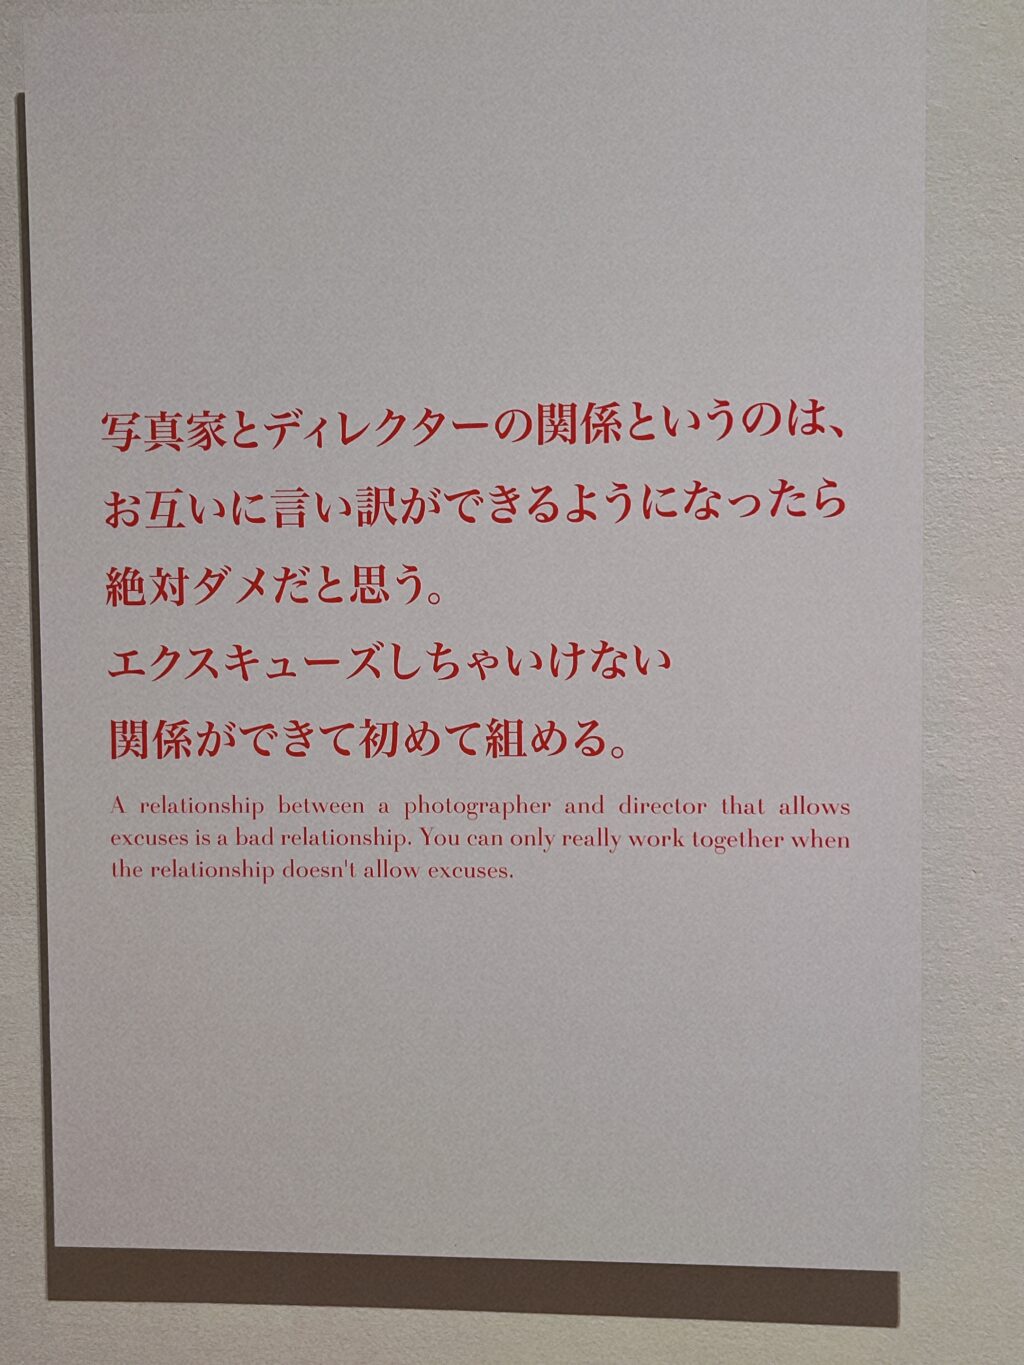 写真家とディレクターの関係というのは、
お互いに言い訳ができるようになったら
絶対ダメだと思う。
エクスキューズしちゃいけない
関係ができて初めて組める。
A relationship between a photographer and director that allows
excuses is a bad relationship. You can only really work together when
the relationship doesn't allow excuses.